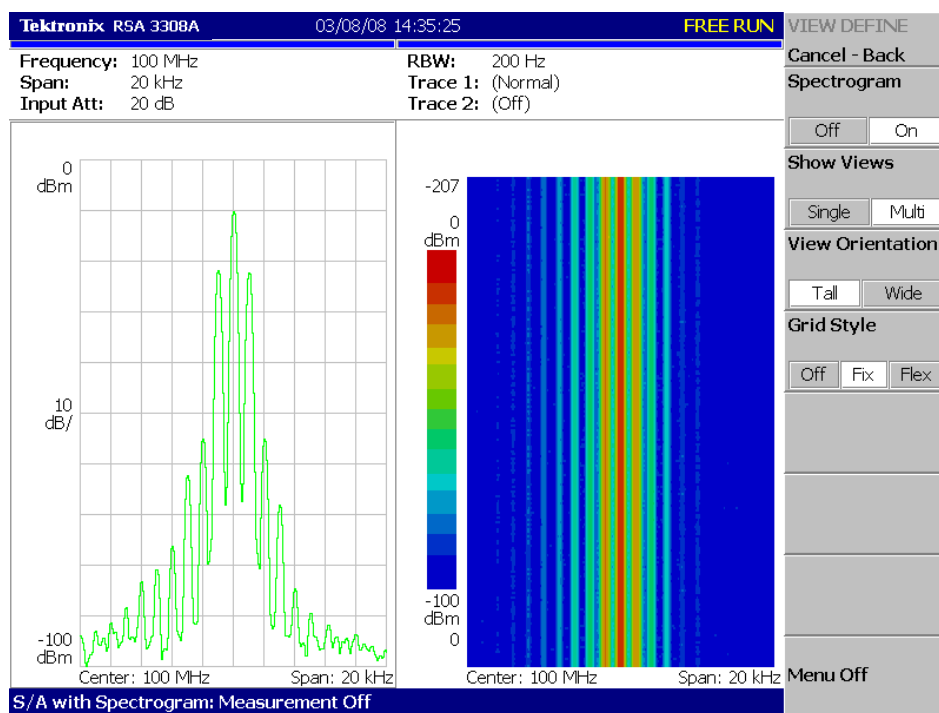 Tektronix RSA 3308A 03/08/08 14:35:25 FREE RUN
Frequency: 100 MHz
Span: 20 kHz
Input Att: 20 dB
RBW: 200 Hz
Trace 1: (Normal)
Trace 2: (Off)
0
dBm
10
dB/
-100
dBm
Center: 100 MHz Span: 20 kHz
-207
0
dBm
-100
dBm
0
Center: 100 MHz Span: 20 kHz
S/A with Spectrogram: Measurement Off
VIEW DEFINE
Cancel - Back
Spectrogram
Off On
Show Views
Single Multi
View Orientation
Tall Wide
Grid Style
Off Fix Flex
Menu Off